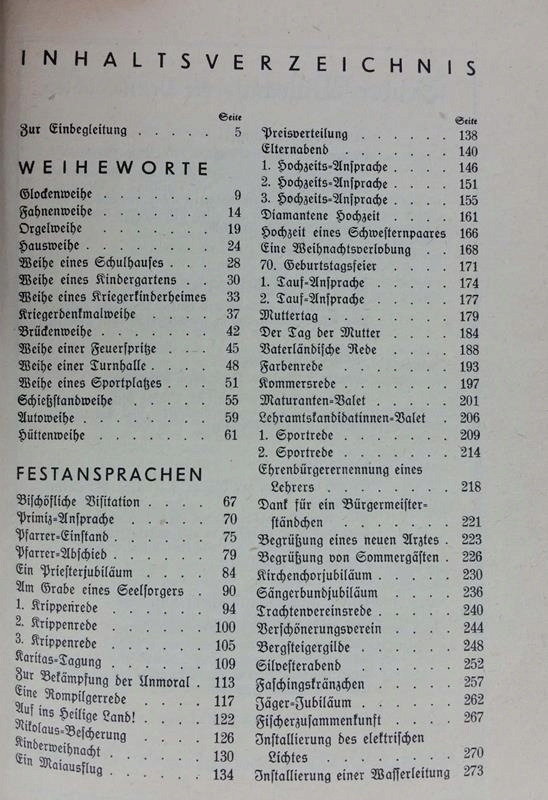 INHALTSVERZEICHNIS
Seite
Zur Einbegleitung . . . . . 5
WEIHEWORTE
Glockenweihe . . . . . . . 9
Fahnenweihe . . . . . . . 14
Orgelweihe . . . . . . . 19
Hausweihe . . . . . . . . 24
Weihe eines Schulhauses . . . 28
Weihe eines Kindergartens . . 30
Weihe eines Kriegerkinderheimes 33
Kriegerdenkmalweihe . . . . 37
Brückenweihe . . . . . . . 42
Weihe einer Feuerspritze . . . 45
Weihe einer Turnhalle . . . . 48
Weihe eines Sportplatzes . . . 51
Schießstandweihe . . . . . 55
Autoweihe . . . . . . . . 59
Hüttenweihe . . . . . . . 61
FESTANSPRACHEN
Bischöfliche Visitation . . . . 67
Primiz-Ansprache . . . . . 70
Pfarrer-Einstand . . . . . . 75
Pfarrer-Abschied . . . . . . 79
Ein Priesterjubiläum . . . . 84
Am Grabe eines Seelsorgers . 90
1. Krippenrede . . . . . . 94
2. Krippenrede . . . . . . 100
3. Krippenrede . . . . . . 105
Karitas-Tagung . . . . . . 109
Zur Bekämpfung der Unmoral . 113
Eine Rompilgerrede . . . . 117
Auf ins Heilige Land! . . . . 122
Nikolaus-Bescherung . . . . 126
Kinderweihnacht . . . . . . 130
Ein Maiausflug . . . . . . 134
Seite
Preisverteilung . . . . . . 138
Elternabend . . . . . . . 140
1. Hochzeits-Ansprache . . . . 146
2. Hochzeits-Ansprache . . . . 151
3. Hochzeits-Ansprache . . . . 155
Diamantene Hochzeit . . . . 161
Hochzeit eines Schwesternpaares 166
Eine Weihnachtsverlobung . . 168
70. Geburtstagsfeier . . . . 171
1. Tauf-Ansprache . . . . . 174
2. Tauf-Ansprache . . . . . 177
Muttertag . . . . . . . . 179
Der Tag der Mutter . . . . . 184
Vaterländische Rede . . . . 188
Farbenrede . . . . . . . 193
Kommersrede . . . . . . . 197
Maturanten-Valet . . . . . 201
Lehramtskandidatinnen-Valet . 206
1. Sportrede . . . . . . . 209
2. Sportrede . . . . . . . 214
Ehrenbürgerernennung eines
Lehrers . . . . . . . . 218
Dank für ein Bürgermeister-
ständchen . . . . . . . 221
Begrüßung eines neuen Arztes . 223
Begrüßung von Sommergästen . 226
Kirchenchorjubiläum . . . . 230
Sängerbundjubiläum . . . . 236
Trachtenvereinsrede . . . . 240
Verschönerungsverein . . . . 244
Bergsteigergilde . . . . . 248
Silvesterabend . . . . . . 252
Faschingskränzchen . . . . 257
Jäger-Jubiläum . . . . . . 262
Fischerzusammenkunft . . . . 267
Installierung des elektrischen
Lichtes . . . . . . . . 270
Installierung einer Wasserleitung 273